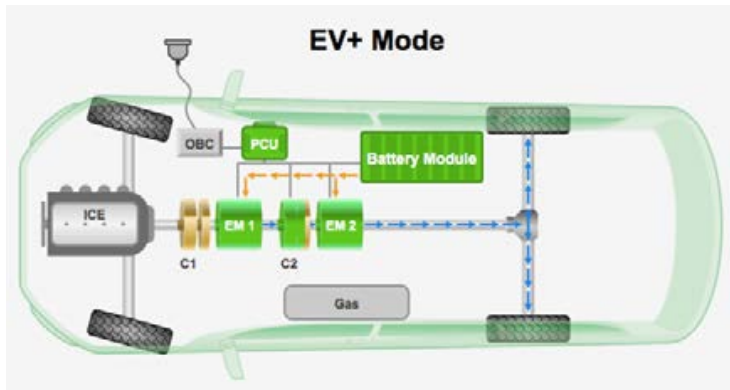 EV+ Mode
OBC
PCU
Battery Module
ICE
EM 1
EM 2
C1
C2
Gas